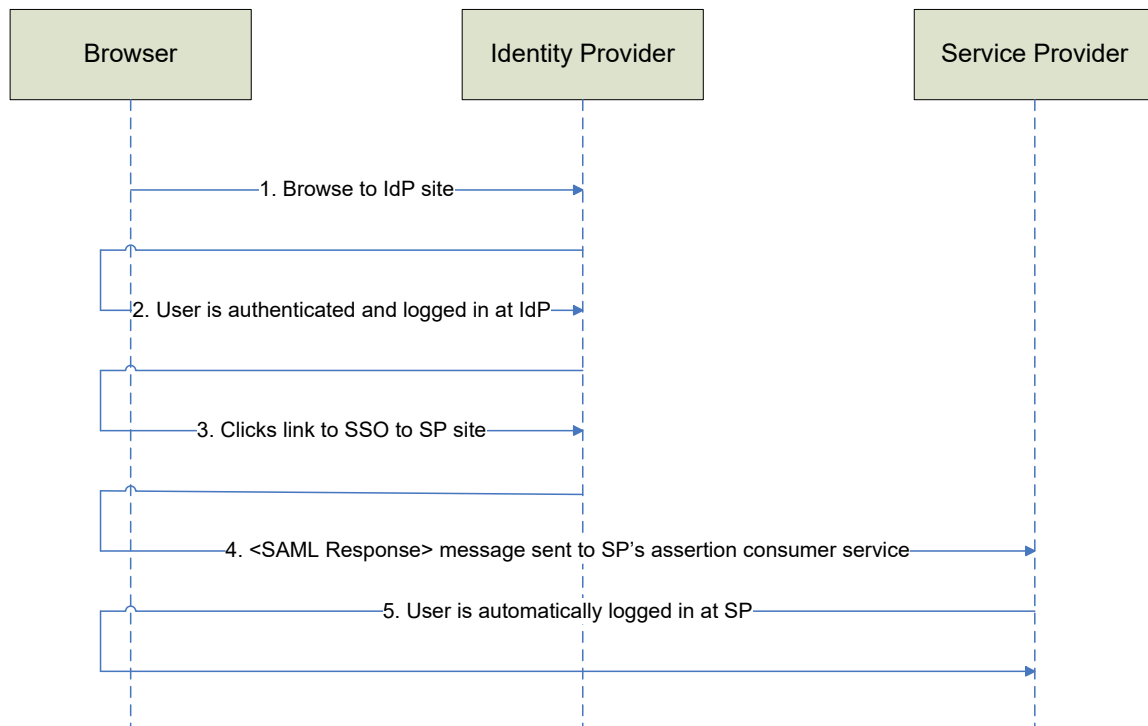 Browser
Identity Provider
Service Provider
1. Browse to IdP site
2. User is authenticated and logged in at IdP
3. Clicks link to SSO to SP site
4. <SAML Response> message sent to SP’s assertion consumer service
5. User is automatically logged in at SP